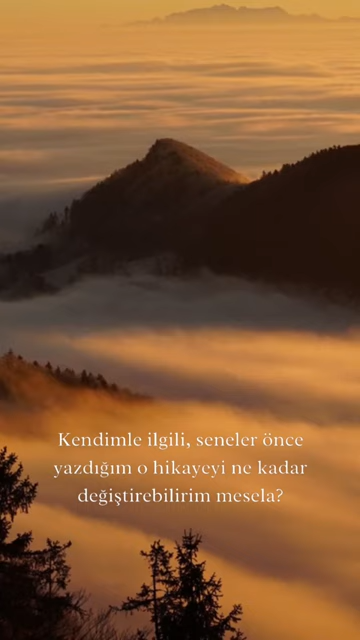 Kendimle ilgili, seneler önce
yazdığım o hikayeyi ne kadar
değiştirebilirim mesela?